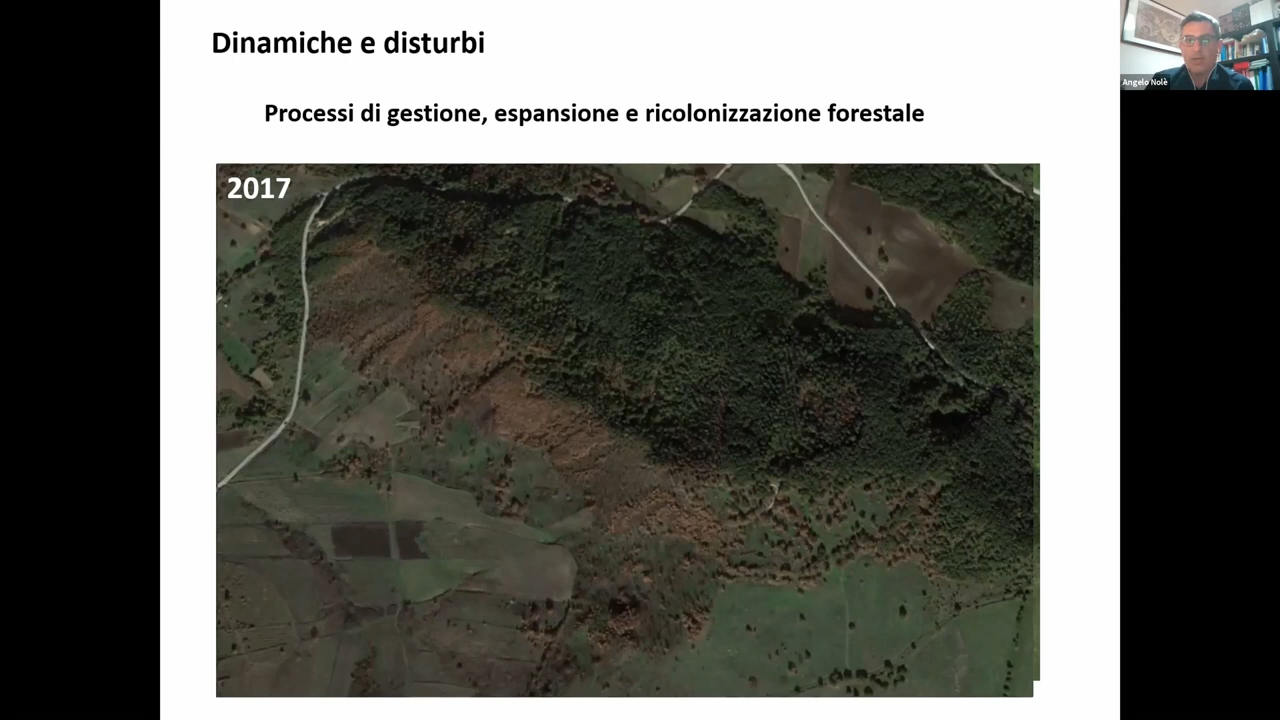 Dinamiche e disturbi
Processi di gestione, espansione e ricolonizzazione forestale
2017
Angelo Nolè